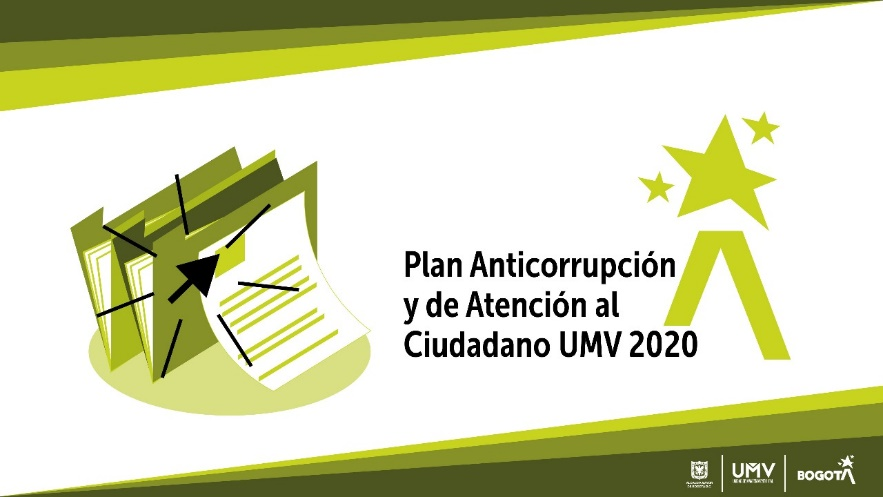 Plan Anticorrupción
y de Atención al
Ciudadano UMV 2020
UMV
BOGOTÁ